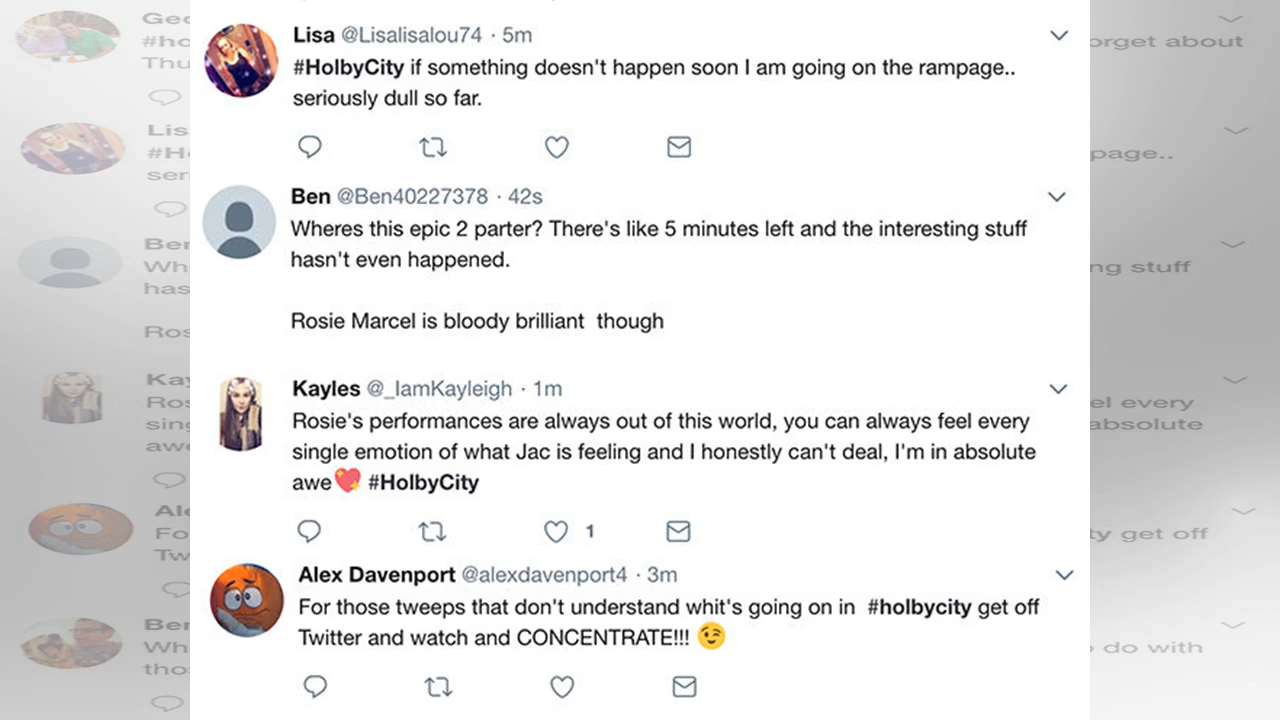 Lisa @Lisalisalou74 · 5m
#HolbyCity if something doesn't happen soon I am going on the rampage..
seriously dull so far.
Ben @Ben40227378 · 42s
Wheres this epic 2 parter? There's like 5 minutes left and the interesting stuff
hasn't even happened.
Rosie Marcel is bloody brilliant  though
Kayles @_IamKayleigh · 1m
Rosie's performances are always out of this world, you can always feel every
single emotion of what Jac is feeling and I honestly can't deal, I'm in absolute
awe💖 #HolbyCity
1
Alex Davenport @alexdavenport4 · 3m
For those tweeps that don't understand whit's going on in  #holbycity get off
Twitter and watch and CONCENTRATE!!! 😉